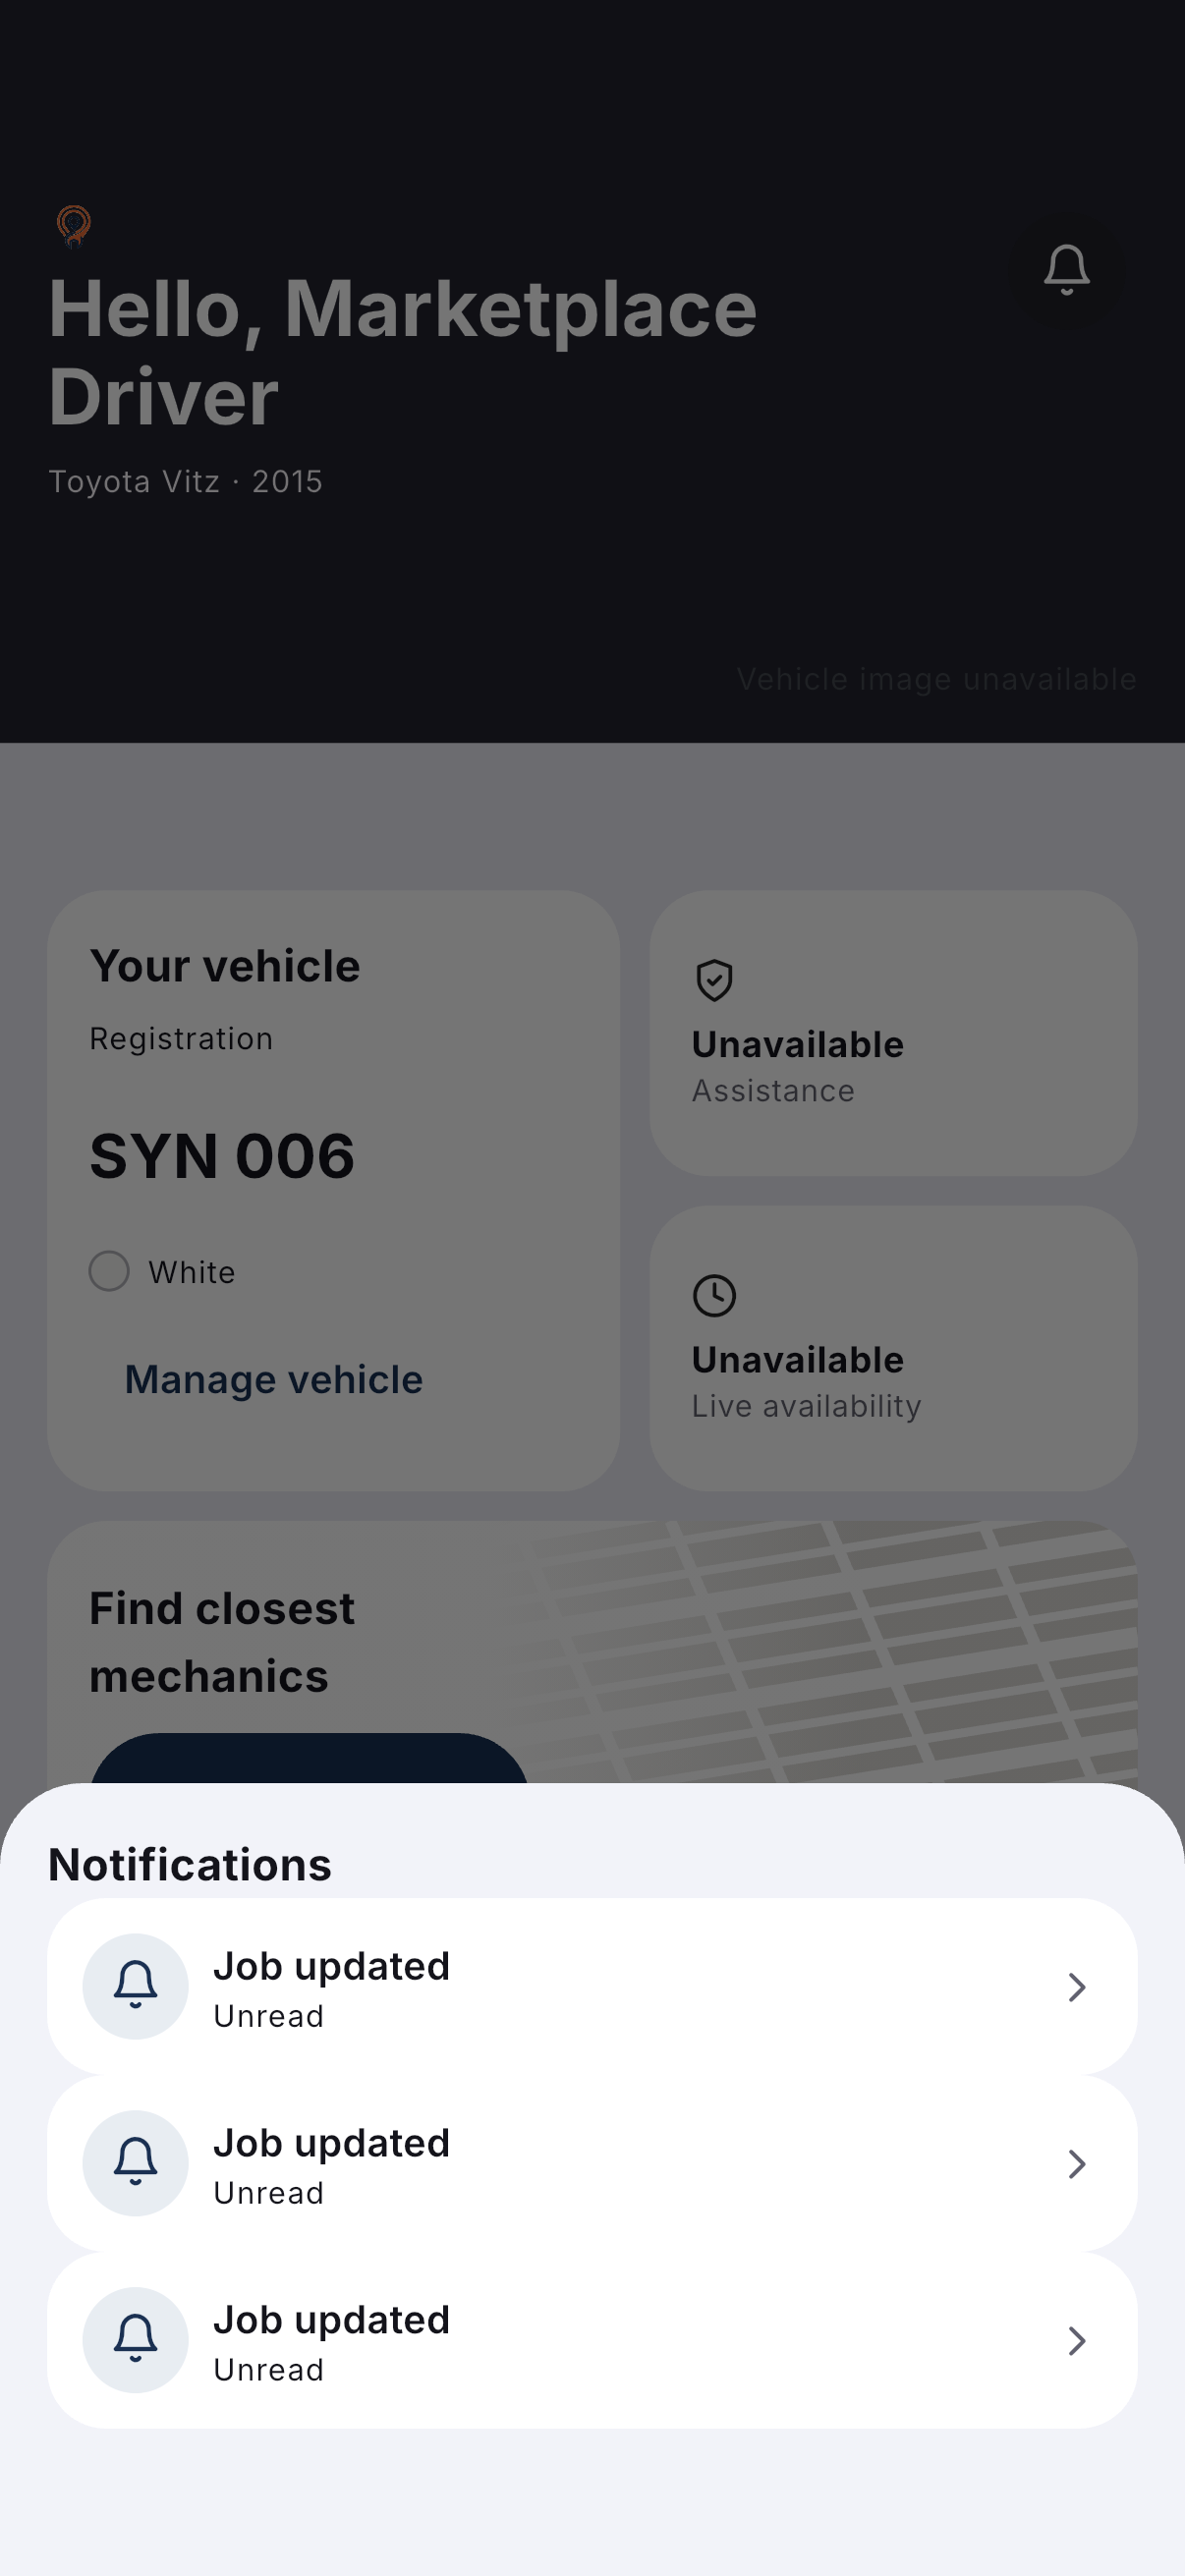 Hello, Marketplace
Driver
Toyota Vitz · 2015
Vehicle image unavailable
Your vehicle
Registration
SYN 006
White
Manage vehicle
Unavailable
Assistance
Unavailable
Live availability
Find closest
mechanics
Notifications
Job updated
Unread
Job updated
Unread
Job updated
Unread